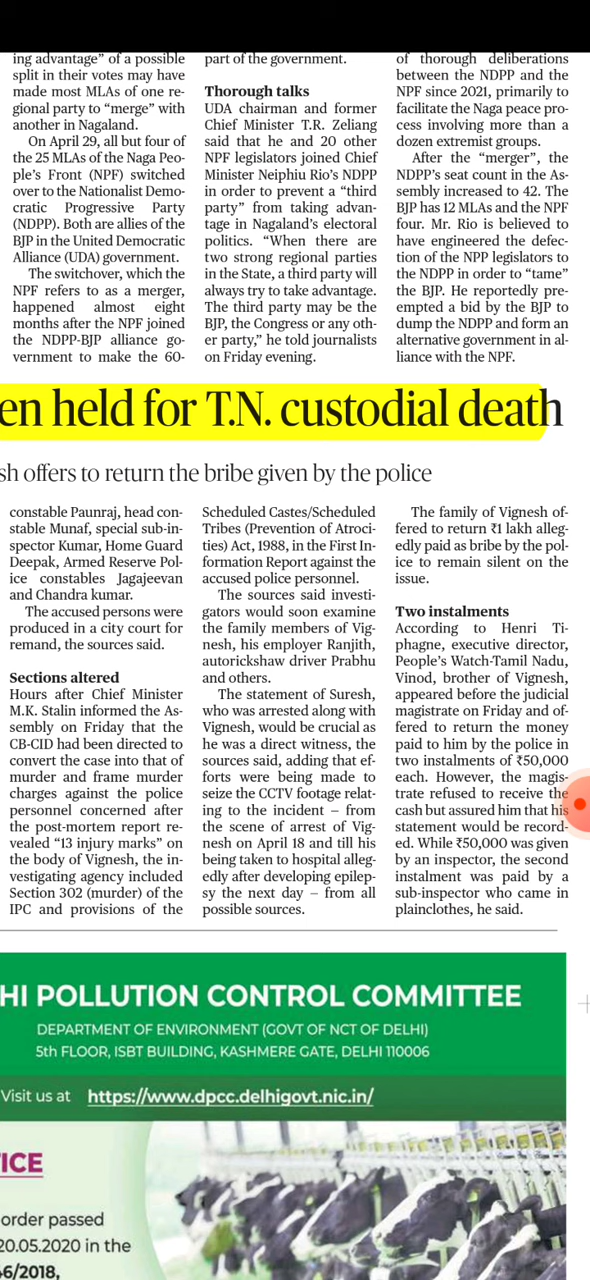 ing advantage” of a possible
split in their votes may have
made most MLAs of one re-
gional party to “merge” with
another in Nagaland.
On April 29, all but four of
the 25 MLAs of the Naga Peo-
ple’s Front (NPF) switched
over to the Nationalist Demo-
cratic Progressive Party
(NDPP). Both are allies of the
BJP in the United Democratic
Alliance (UDA) government.
The switchover, which the
NPF refers to as a merger,
happened almost eight
months after the NPF joined
the NDPP-BJP alliance go-
vernment to make the 60-
part of the government.
Thorough talks
UDA chairman and former
Chief Minister T.R. Zeliang
said that he and 20 other
NPF legislators joined Chief
Minister Neiphiu Rio’s NDPP
in order to prevent a “third
party” from taking advan-
tage in Nagaland’s electoral
politics. “When there are
two strong regional parties
in the State, a third party will
always try to take advantage.
The third party may be the
BJP, the Congress or any oth-
er party,” he told journalists
on Friday evening.
of thorough deliberations
between the NDPP and the
NPF since 2021, primarily to
facilitate the Naga peace pro-
cess involving more than a
dozen extremist groups.
After the “merger”, the
NDPP’s seat count in the As-
sembly increased to 42. The
BJP has 12 MLAs and the NPF
four. Mr. Rio is believed to
have engineered the defec-
tion of the NPP legislators to
the NDPP in order to “tame”
the BJP. He reportedly pre-
empted a bid by the BJP to
dump the NDPP and form an
alternative government in al-
liance with the NPF.
en held for T.N. custodial death
sh offers to return the bribe given by the police
constable Paunraj, head con-
stable Munaf, special sub-in-
spector Kumar, Home Guard
Deepak, Armed Reserve Pol-
ice constables Jagajeevan
and Chandra kumar.
The accused persons were
produced in a city court for
remand, the sources said.
Sections altered
Hours after Chief Minister
M.K. Stalin informed the As-
sembly on Friday that the
CB-CID had been directed to
convert the case into that of
murder and frame murder
charges against the police
personnel concerned after
the post-mortem report re-
vealed “13 injury marks” on
the body of Vignesh, the in-
vestigating agency included
Section 302 (murder) of the
IPC and provisions of the
Scheduled Castes/Scheduled
Tribes (Prevention of Atroci-
ties) Act, 1988, in the First In-
formation Report against the
accused police personnel.
The sources said investi-
gators would soon examine
the family members of Vig-
nesh, his employer Ranjith,
autorickshaw driver Prabhu
and others.
The statement of Suresh,
who was arrested along with
Vignesh, would be crucial as
he was a direct witness, the
sources said, adding that ef-
forts were being made to
seize the CCTV footage relat-
ing to the incident – from
the scene of arrest of Vig-
nesh on April 18 and till his
being taken to hospital alleg-
edly after developing epilep-
sy the next day – from all
possible sources.
The family of Vignesh of-
fered to return ₹1 lakh alleg-
edly paid as bribe by the pol-
ice to remain silent on the
issue.
Two instalments
According to Henri Ti-
phagne, executive director,
People’s Watch-Tamil Nadu,
Vinod, brother of Vignesh,
appeared before the judicial
magistrate on Friday and of-
fered to return the money
paid to him by the police in
two instalments of ₹50,000
each. However, the magis-
trate refused to receive the
cash but assured him that his
statement would be record-
ed. While ₹50,000 was given
by an inspector, the second
instalment was paid by a
sub-inspector who came in
plainclothes, he said.
HI POLLUTION CONTROL COMMITTEE
DEPARTMENT OF ENVIRONMENT (GOVT OF NCT OF DELHI)
5th FLOOR, ISBT BUILDING, KASHMERE GATE, DELHI 110006
Visit us at https://www.dpcc.delhigovt.nic.in/
ICE
order passed
20.05.2020 in the
46/2018,